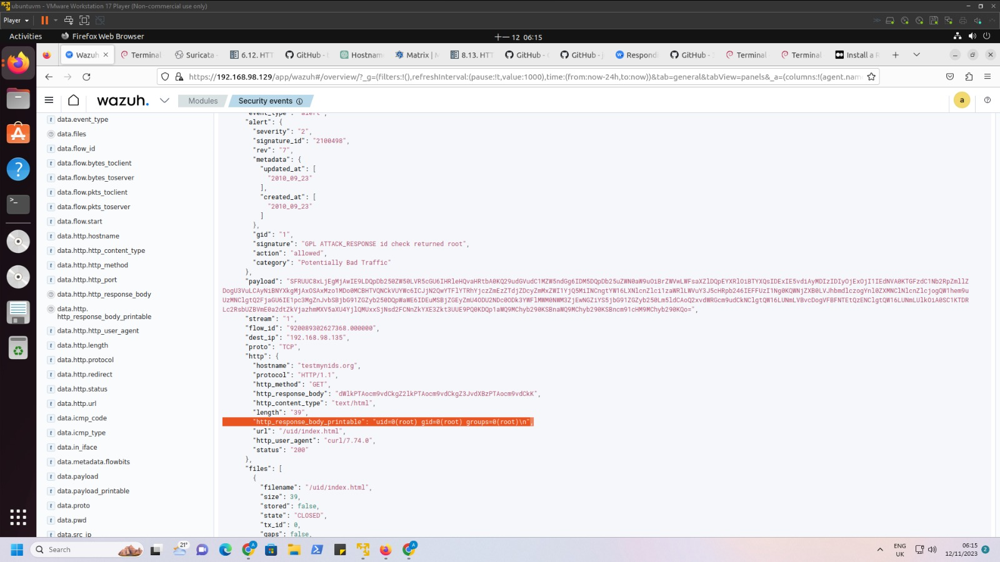 ubuntuvm - VMware Workstation 17 Player (Non-commercial use only)
Player
Activities
Firefox Web Browser
十一 12 06:15
Wazuh
Terminal
Suricata
6.12. HTT
GitHub -
Hostnam
Matrix |
8.13. HTT
GitHub -
GitHub -
Respondi
GitHub -
Terminal
Terminal
Install a R
https://192.168.98.129/app/wazuh#/overview/?_g=(filters:!(),refreshInterval:(pause:!t,value:1000),time:(from:now-24h,to:now))&tab=general&tabView=panels&_a=(columns:!(agent.nam
wazuh.
Modules
Security events
a
data.event_type
data.files
data.flow_id
data.flow.bytes_toclient
data.flow.bytes_toserver
data.flow.pkts_toclient
data.flow.pkts_toserver
data.flow.start
data.http.hostname
data.http.http_content_type
data.http.http_method
data.http.http_port
data.http.http_response_body
data.http.
http_response_body_printable
data.http.http_user_agent
data.http.length
data.http.protocol
data.http.redirect
data.http.status
data.http.url
data.icmp_code
data.icmp_type
data.in_iface
data.metadata.flowbits
data.payload
data.payload_printable
data.proto
data.pwd
data.src_ip
"event_type": "alert",
"alert": {
"severity": "2",
"signature_id": "2100498",
"rev": "7",
"metadata": {
"updated_at": [
"2010_09_23"
],
"created_at": [
"2010_09_23"
]
},
"gid": "1",
"signature": "GPL ATTACK_RESPONSE id check returned root",
"action": "allowed",
"category": "Potentially Bad Traffic"
},
"payload":
"stream": "1",
"flow_id": "920089302627368.000000",
"dest_ip": "192.168.98.135",
"proto": "TCP",
"http": {
"hostname": "testmynids.org",
"protocol": "HTTP/1.1",
"http_method": "GET",
"http_response_body": "dWlkPTAocm9vdCkgZ2lkPTAocm9vdCkgZ3JvdXBzPTAocm9vdCkK",
"http_content_type": "text/html",
"length": "39",
"http_response_body_printable": "uid=0(root) gid=0(root) groups=0(root)\n",
"url": "/uid/index.html",
"http_user_agent": "curl/7.74.0",
"status": "200"
},
"files": [
{
"filename": "/uid/index.html",
"size": 39,
"stored": false,
"state": "CLOSED",
"tx_id": 0,
"gaps": false,
Search
21°
ENG
UK
06:15
12/11/2023
2